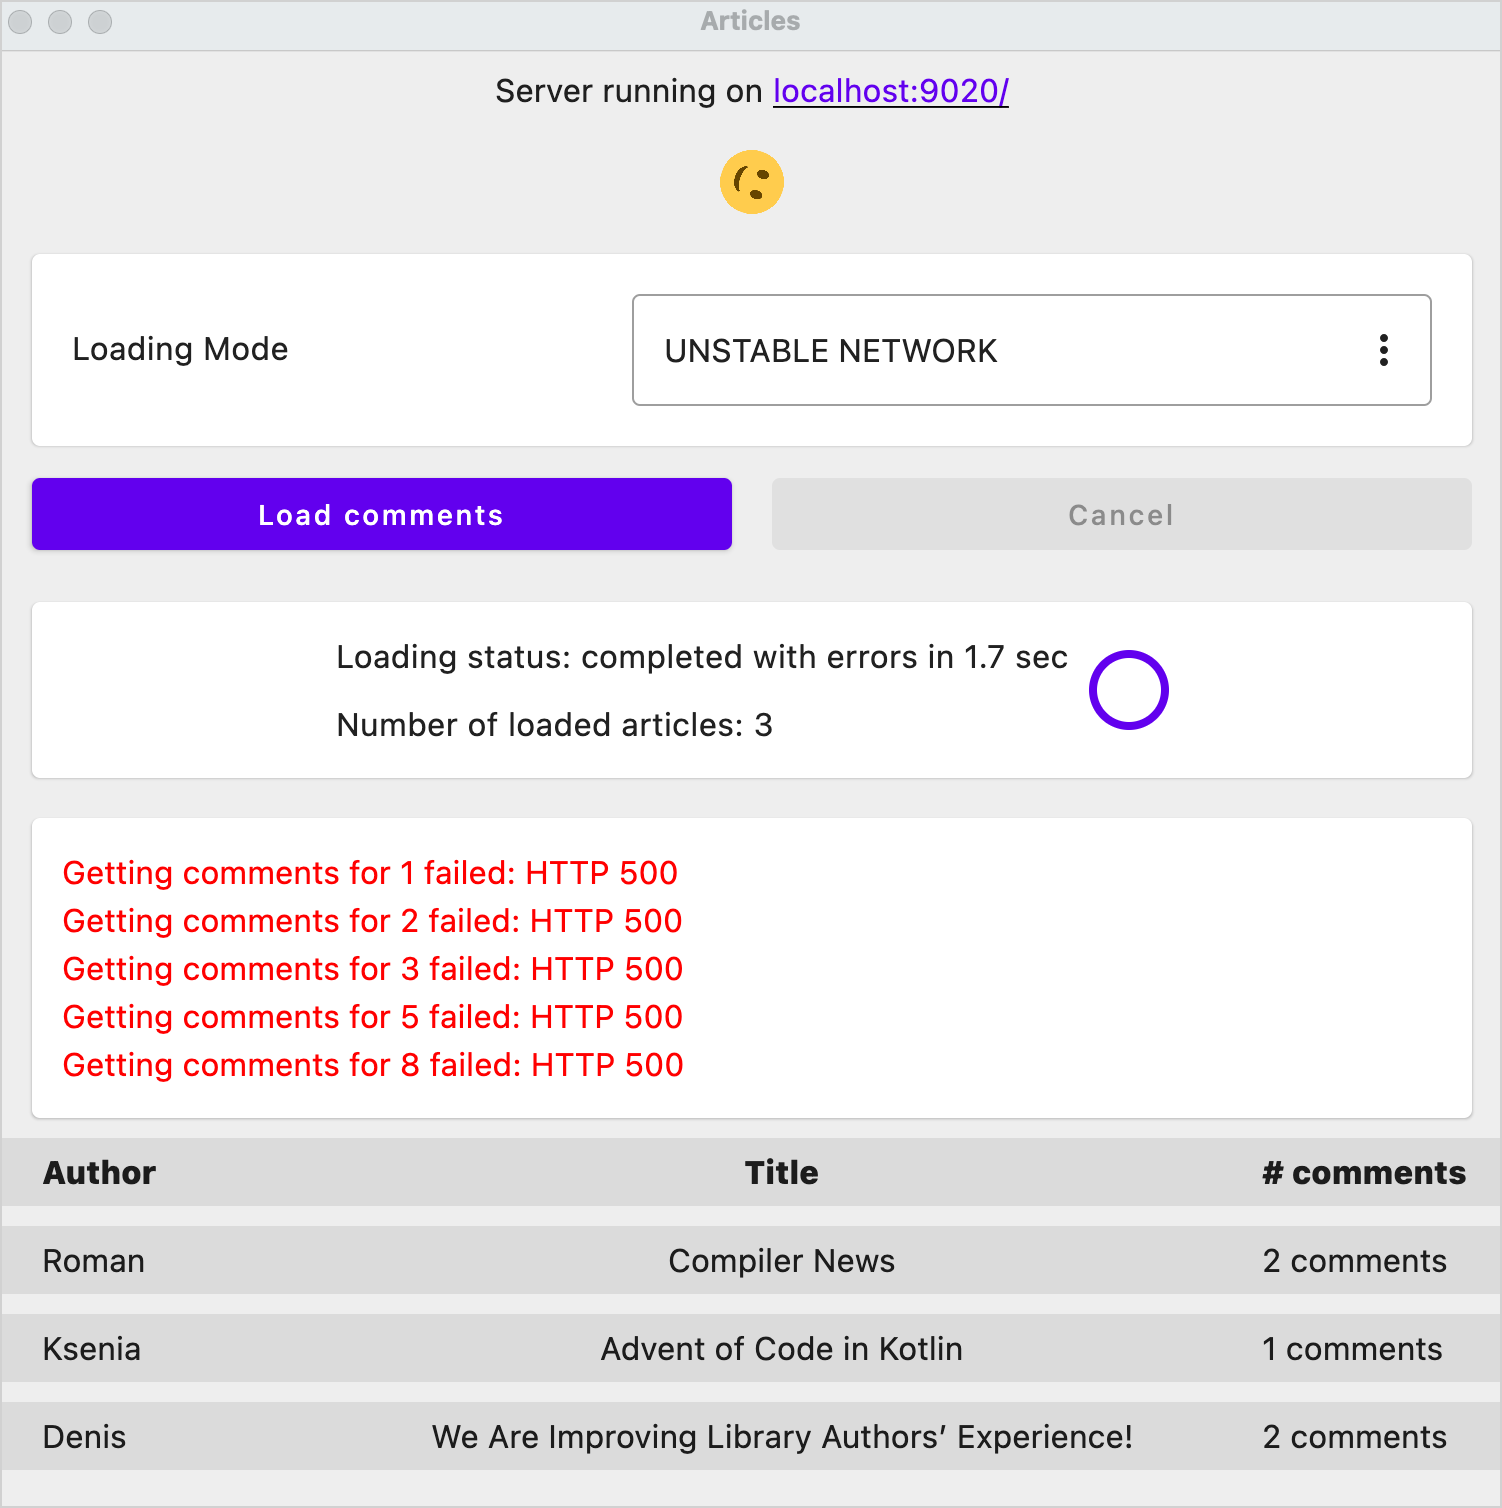 Articles
Server running on localhost:9020/
Loading Mode
UNSTABLE NETWORK
Load comments
Cancel
Loading status: completed with errors in 1.7 sec
Number of loaded articles: 3
Getting comments for 1 failed: HTTP 500
Getting comments for 2 failed: HTTP 500
Getting comments for 3 failed: HTTP 500
Getting comments for 5 failed: HTTP 500
Getting comments for 8 failed: HTTP 500
Author Title # comments
Roman Compiler News 2 comments
Ksenia Advent of Code in Kotlin 1 comments
Denis We Are Improving Library Authors’ Experience! 2 comments